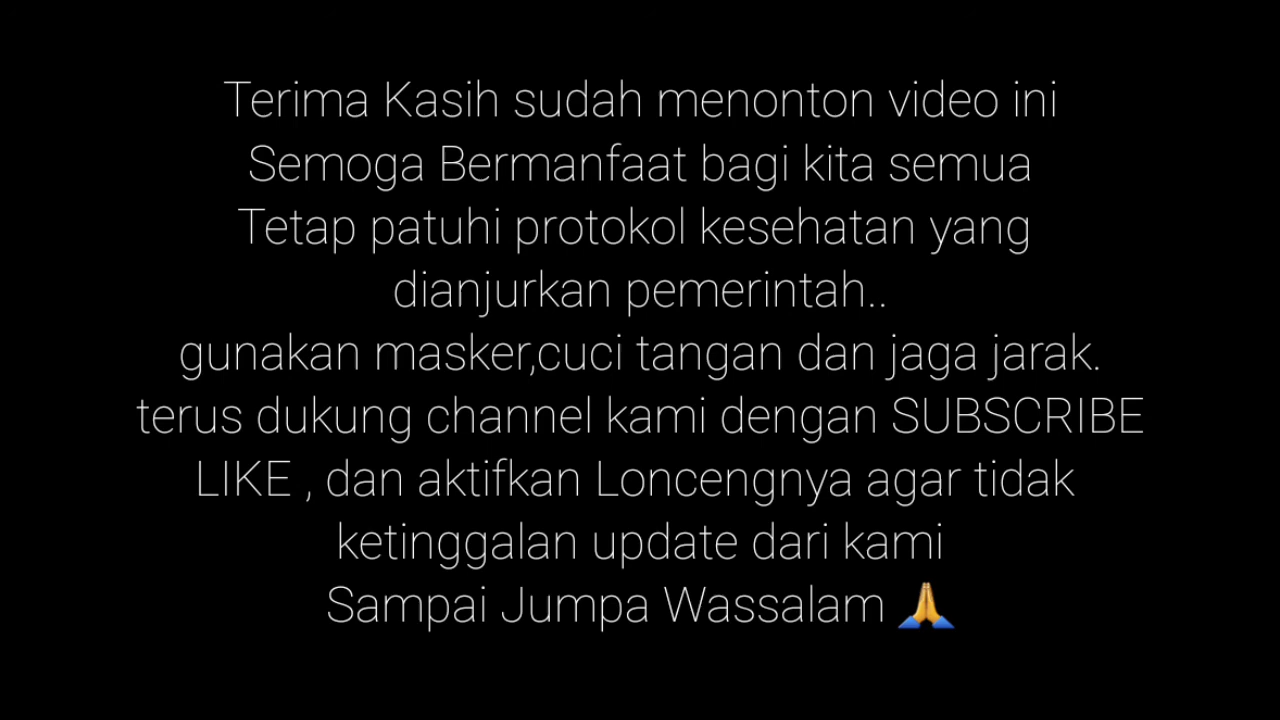 Terima Kasih sudah menonton video ini
Semoga Bermanfaat bagi kita semua
Tetap patuhi protokol kesehatan yang
dianjurkan pemerintah..
gunakan masker,cuci tangan dan jaga jarak.
terus dukung channel kami dengan SUBSCRIBE
LIKE , dan aktifkan Loncengnya agar tidak
ketinggalan update dari kami
Sampai Jumpa Wassalam 🙏